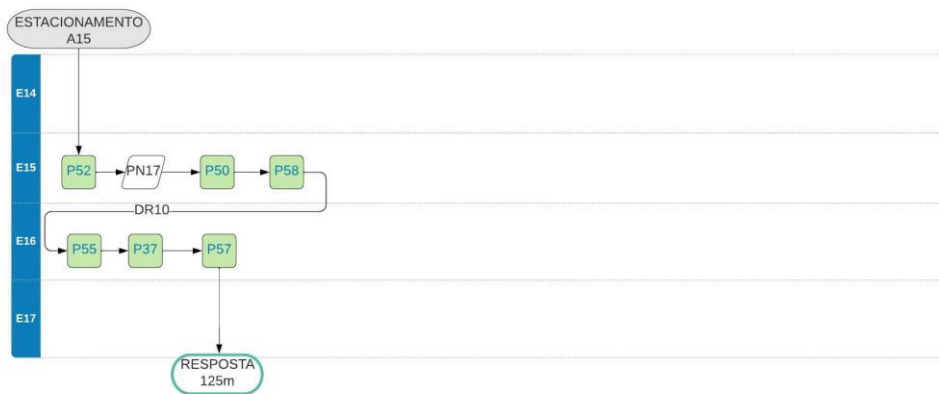 ESTACIONAMENTO
A15
E14
E15
P52
PN17
P50
P58
DR10
E16
P55
P37
P57
E17
RESPOSTA
125m